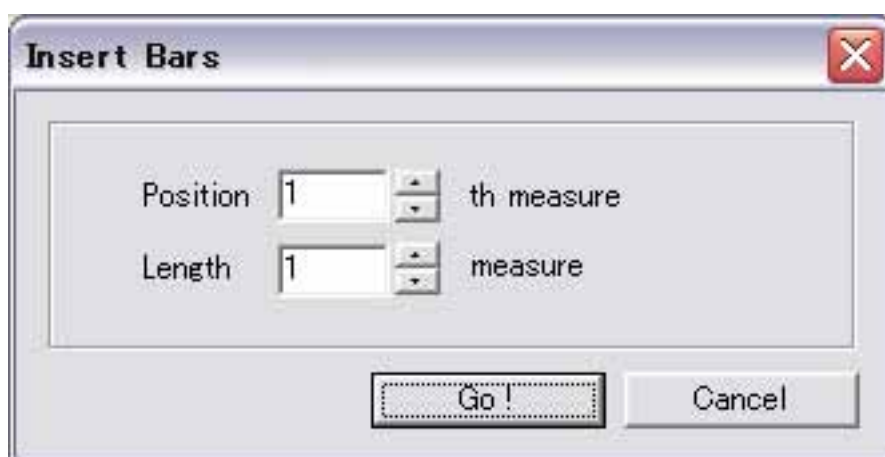 Insert Bars
Position 1 th measure
Length 1 measure
Go! Cancel